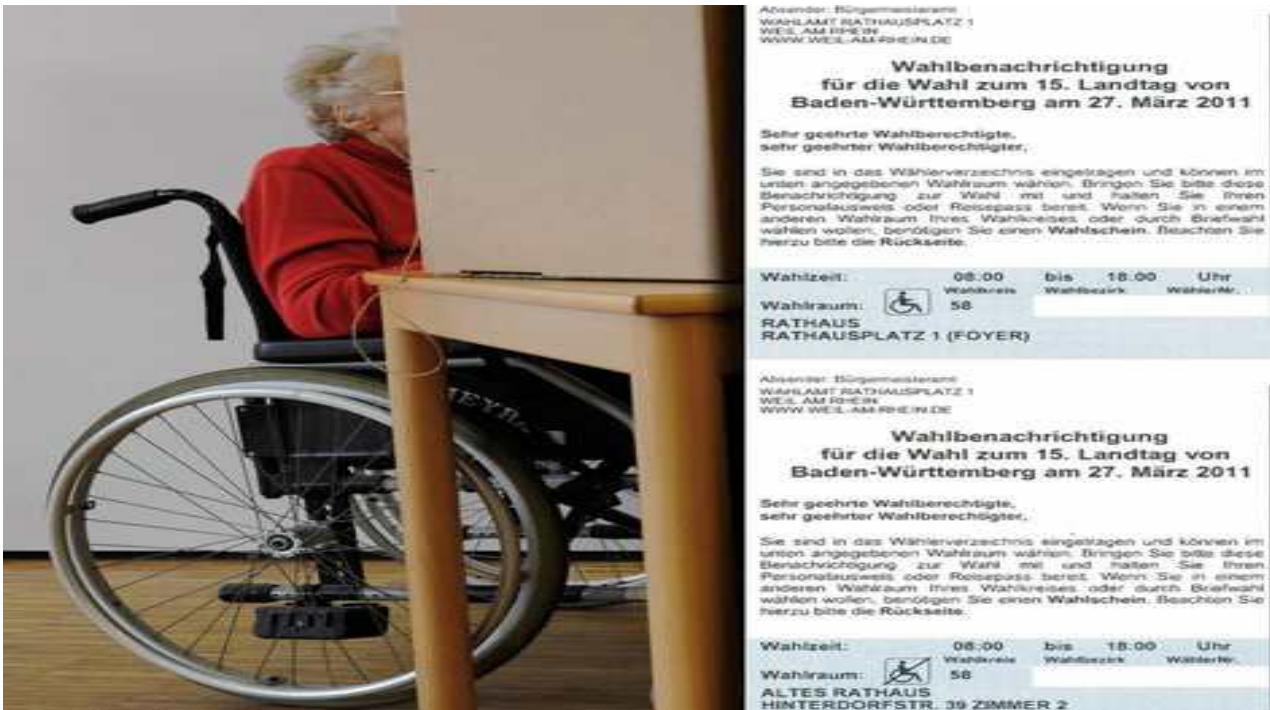 MEYRA
Absender: Bürgermeisteramt
WAHLAMT RATHAUSPLATZ 1
WEIL AM RHEIN
WWW.WEIL-AM-RHEIN.DE
Wahlbenachrichtigung
für die Wahl zum 15. Landtag von
Baden-Württemberg am 27. März 2011
Sehr geehrte Wahlberechtigte,
sehr geehrter Wahlberechtigter,
Sie sind in das Wählerverzeichnis eingetragen und können im
unten angegebenen Wahlraum wählen. Bringen Sie bitte diese
Benachrichtigung zur Wahl mit und halten Sie Ihren
Personalausweis oder Reisepass bereit. Wenn Sie in einem
anderen Wahlraum Ihres Wahlkreises oder durch Briefwahl
wählen wollen, benötigen Sie einen Wahlschein. Beachten Sie
hierzu bitte die Rückseite.
Wahlzeit: 08:00 bis 18:00 Uhr
Wahlkreis Wahlbezirk WählerNr.
Wahlraum: 58
RATHAUS
RATHAUSPLATZ 1 (FOYER)
Absender: Bürgermeisteramt
WAHLAMT RATHAUSPLATZ 1
WEIL AM RHEIN
WWW.WEIL-AM-RHEIN.DE
Wahlbenachrichtigung
für die Wahl zum 15. Landtag von
Baden-Württemberg am 27. März 2011
Sehr geehrte Wahlberechtigte,
sehr geehrter Wahlberechtigter,
Sie sind in das Wählerverzeichnis eingetragen und können im
unten angegebenen Wahlraum wählen. Bringen Sie bitte diese
Benachrichtigung zur Wahl mit und halten Sie Ihren
Personalausweis oder Reisepass bereit. Wenn Sie in einem
anderen Wahlraum Ihres Wahlkreises oder durch Briefwahl
wählen wollen, benötigen Sie einen Wahlschein. Beachten Sie
hierzu bitte die Rückseite.
Wahlzeit: 08:00 bis 18:00 Uhr
Wahlkreis Wahlbezirk WählerNr.
Wahlraum: 58
ALTES RATHAUS
HINTERDORFSTR. 39 ZIMMER 2